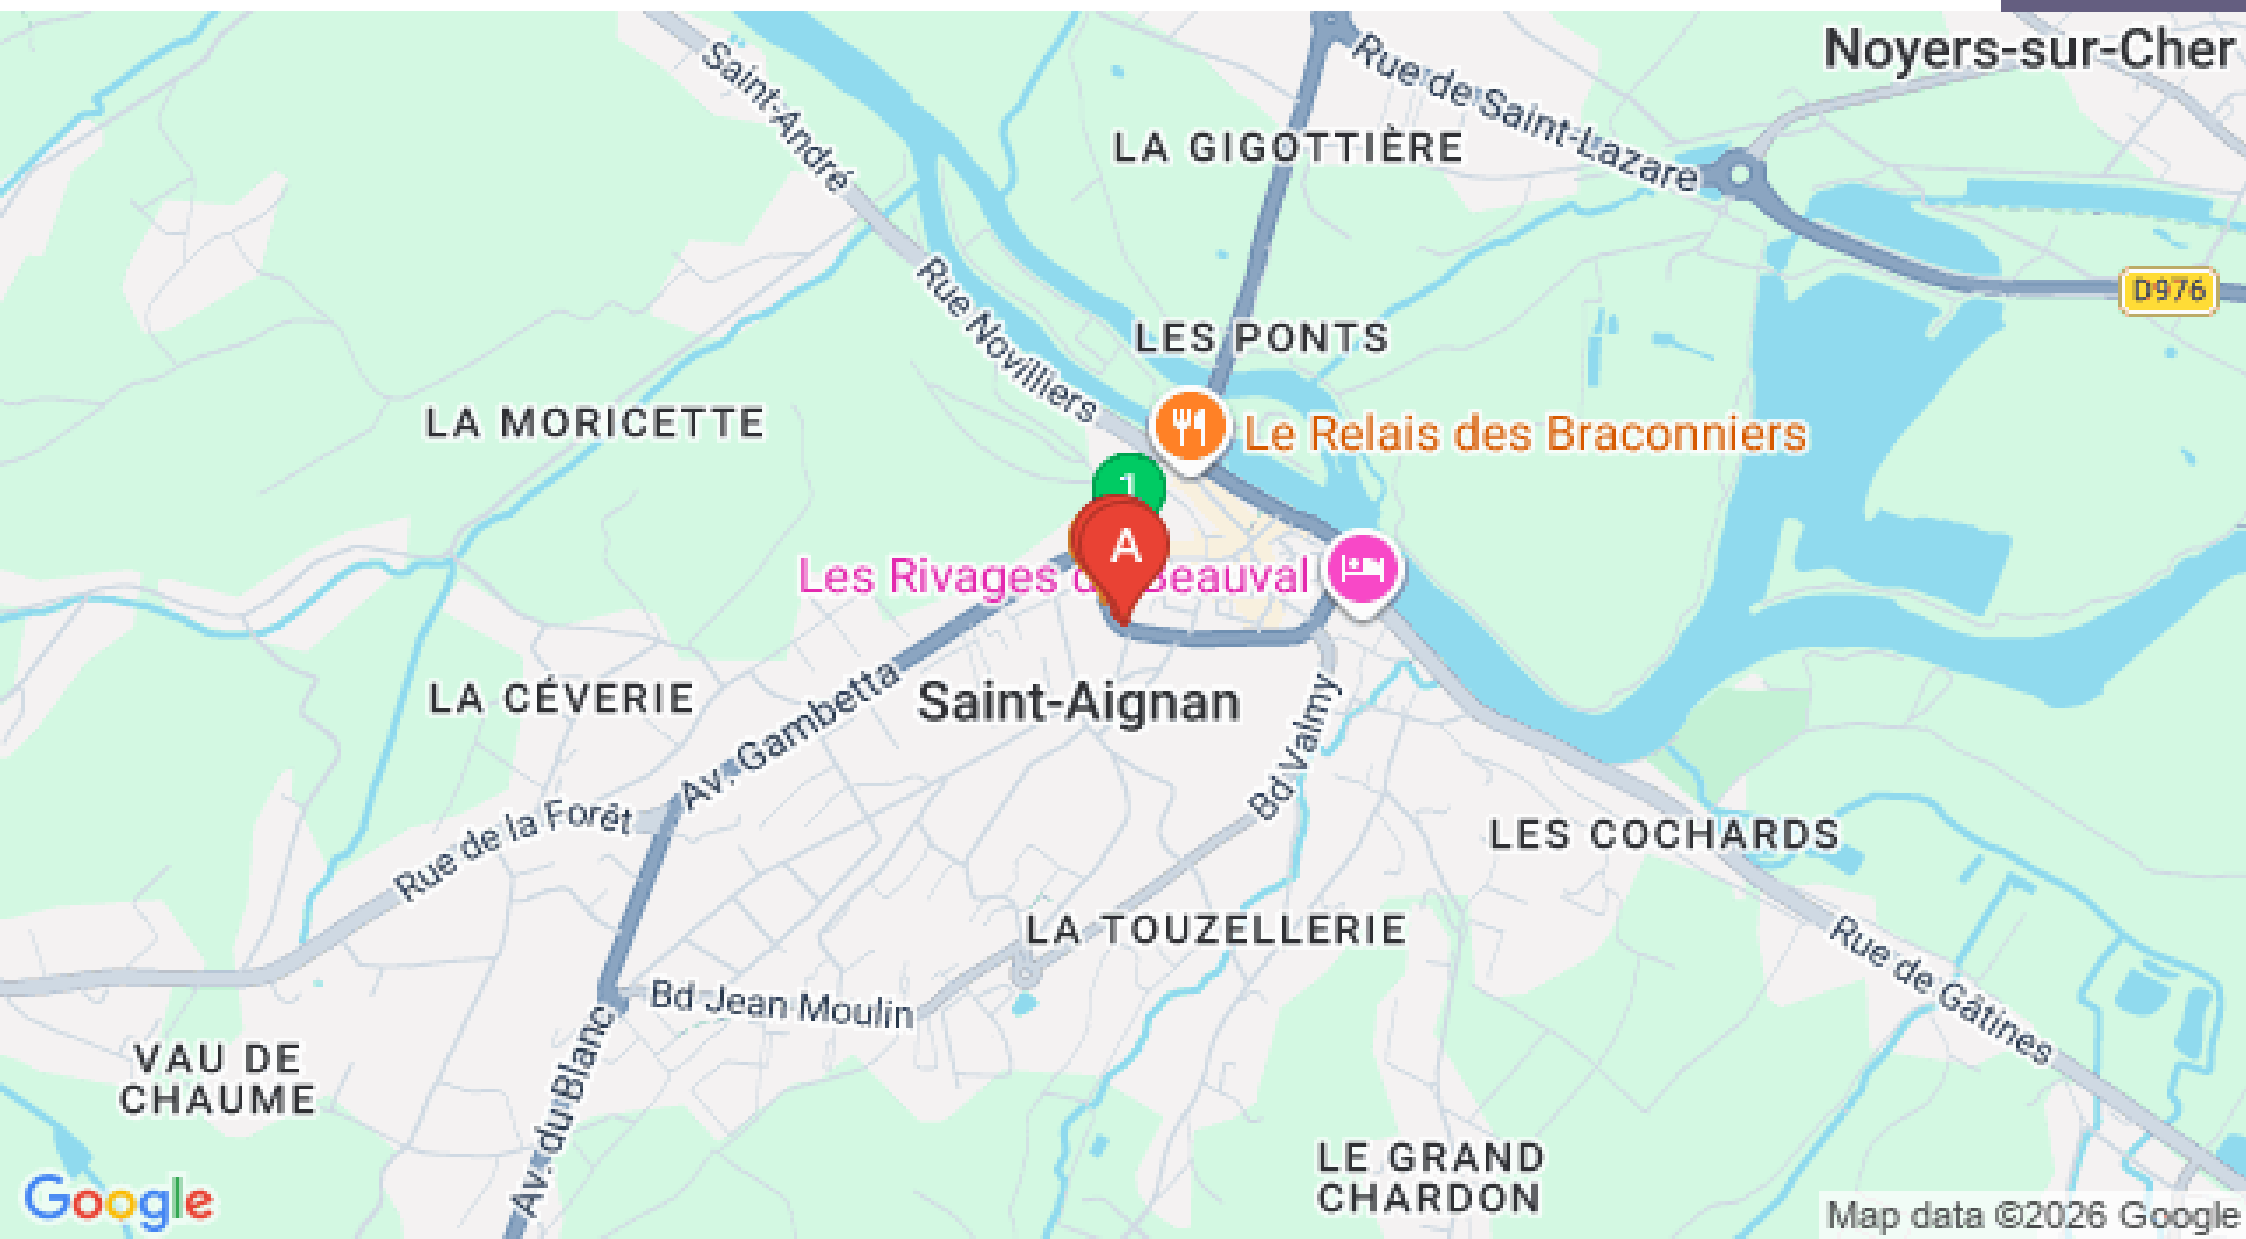 Noyers-sur-Cher
Saint-André
Rue de Saint-Lazare
LA GIGOTTIÈRE
D976
Rue Novilliers
LES PONTS
LA MORICETTE
Le Relais des Braconniers
1
A
Les Rivages d Beauval
LA CÉVERIE
Saint-Aignan
Av. Gambetta
Bd Valmy
Rue de la Forêt
LES COCHARDS
LA TOUZELLERIE
Rue de Gâtines
Bd Jean Moulin
Av. du Blanc
VAU DE
CHAUME
LE GRAND
CHARDON
Google
Map data ©2026 Google